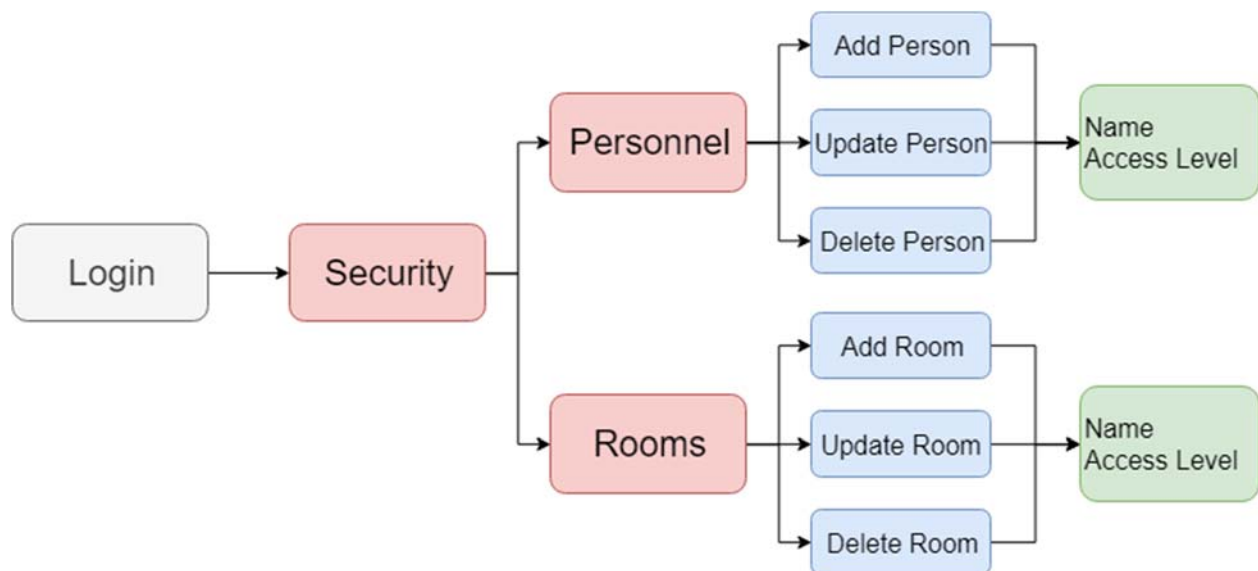 Login
Security
Personnel
Add Person
Update Person
Delete Person
Name
Access Level
Rooms
Add Room
Update Room
Delete Room
Name
Access Level